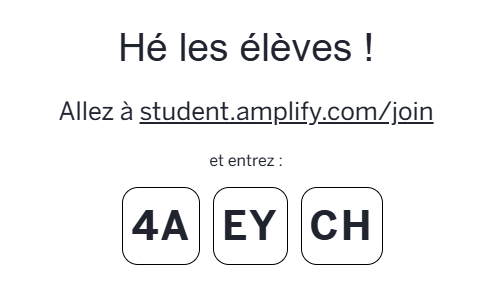 Hé les élèves !
Allez à student.amplify.com/join
et entrez :
4A EY CH